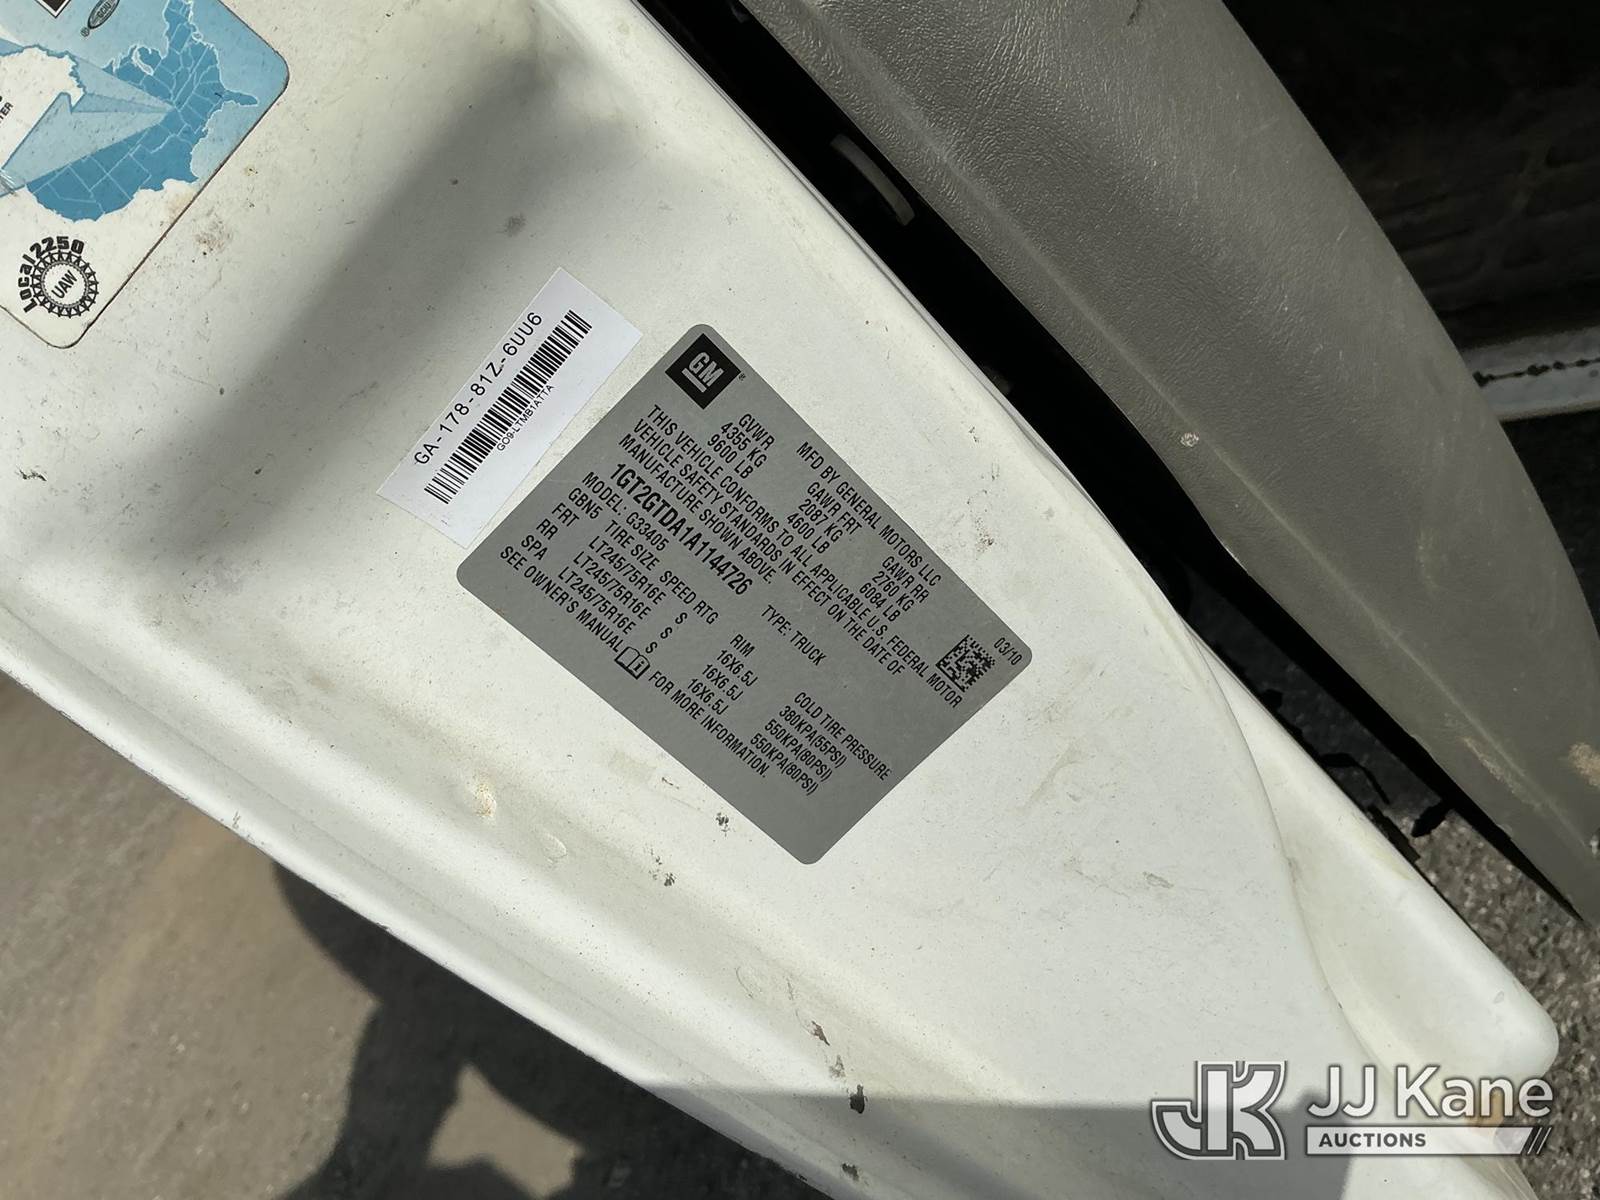 Local 2250
UAW
GA-178-81Z-6UU6
GO9-LTMB1ATTA
GM
MFD BY GENERAL MOTORS LLC
03/10
GVWR GAWR FRT GAWR RR
4355 KG 2087 KG 2760 KG
9600 LB 4600 LB 6084 LB
THIS VEHICLE CONFORMS TO ALL APPLICABLE U.S. FEDERAL MOTOR
VEHICLE SAFETY STANDARDS IN EFFECT ON THE DATE OF
MANUFACTURE SHOWN ABOVE.
1GT2GTDA1A1144726 TYPE: TRUCK
MODEL: G33405
GBN5 TIRE SIZE SPEED RTG RIM COLD TIRE PRESSURE
FRT LT245/75R16E S 16X6.5J 380KPA(55PSI)
RR LT245/75R16E S 16X6.5J 550KPA(80PSI)
SPA LT245/75R16E S 16X6.5J 550KPA(80PSI)
SEE OWNER'S MANUAL FOR MORE INFORMATION.
JK JJ Kane
AUCTIONS